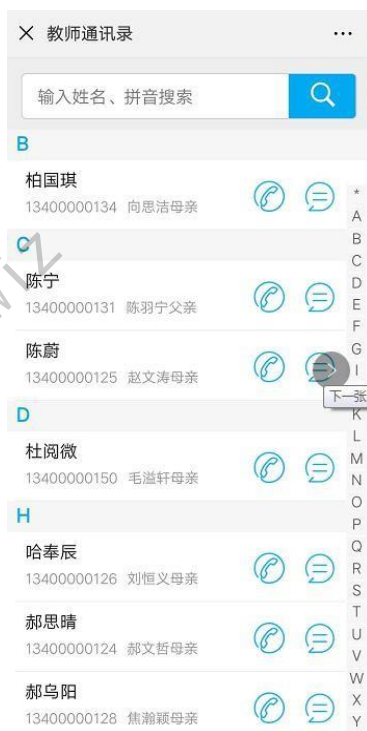 教师通讯录
输入姓名、拼音搜索
B
柏国琪
13400000134 向思洁母亲
C
陈宁
13400000131 陈羽宁父亲
陈蔚
13400000125 赵文涛母亲
下一张
D
杜阅微
13400000150 毛溢轩母亲
H
哈奉辰
13400000126 刘恒义母亲
郝思晴
13400000124 郝文哲母亲
郝乌阳
13400000128 焦瀚颖母亲
*
A
B
C
D
E
F
G
I
K
L
M
N
O
P
Q
R
S
T
U
V
W
X
Y